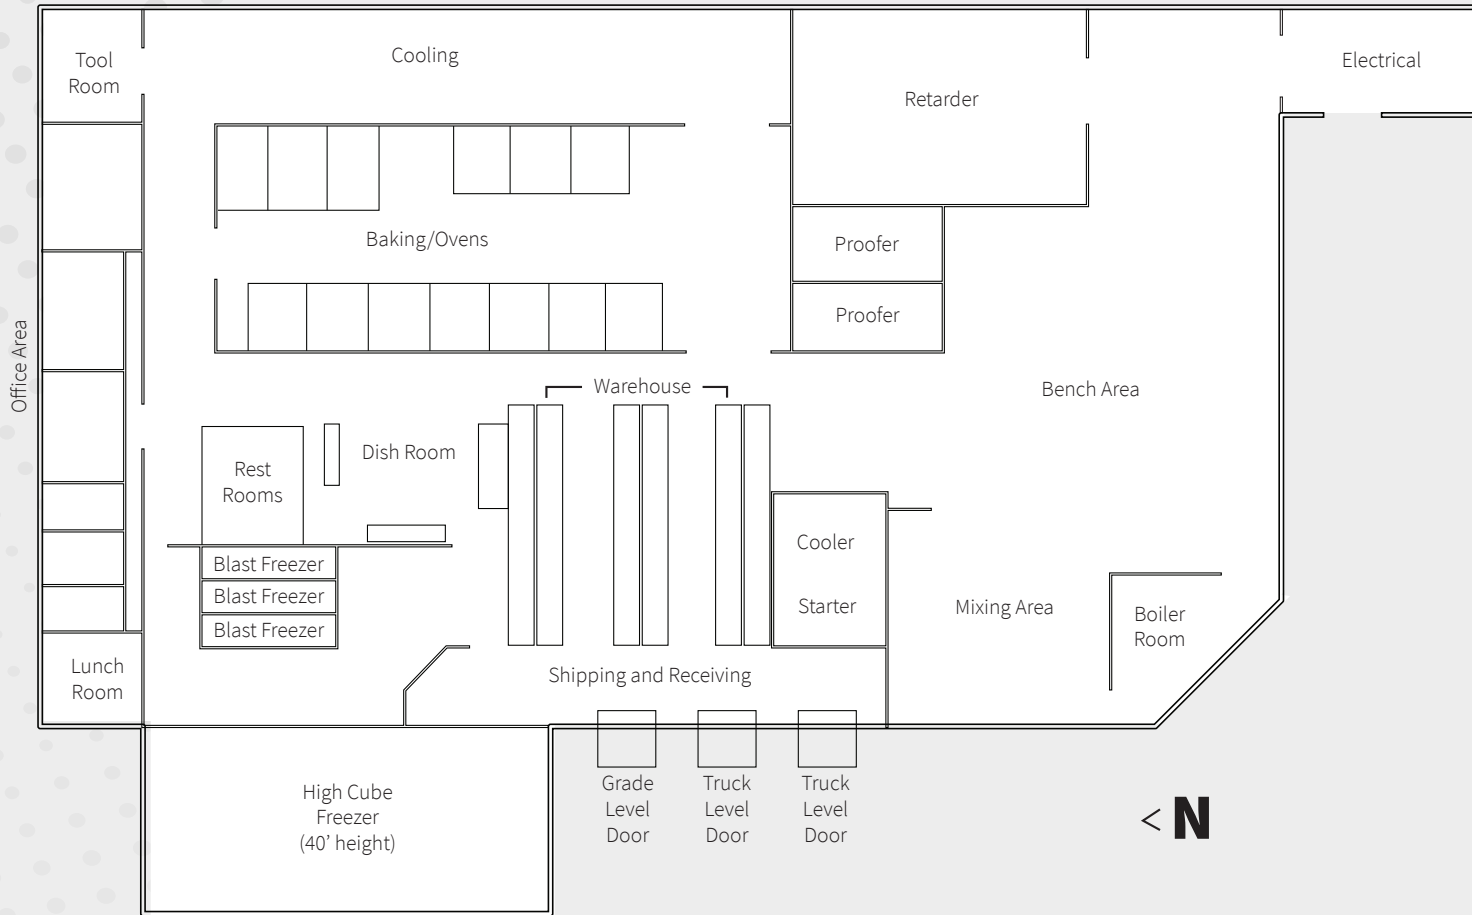 Tool
Room
Cooling
Retarder
Electrical
Baking/Ovens
Proofer
Proofer
Office Area
Warehouse
Bench Area
Dish Room
Rest
Rooms
Cooler
Starter
Blast Freezer
Blast Freezer
Blast Freezer
Mixing Area
Boiler
Room
Lunch
Room
Shipping and Receiving
High Cube
Freezer
(40’ height)
Grade
Level
Door
Truck
Level
Door
Truck
Level
Door
< N